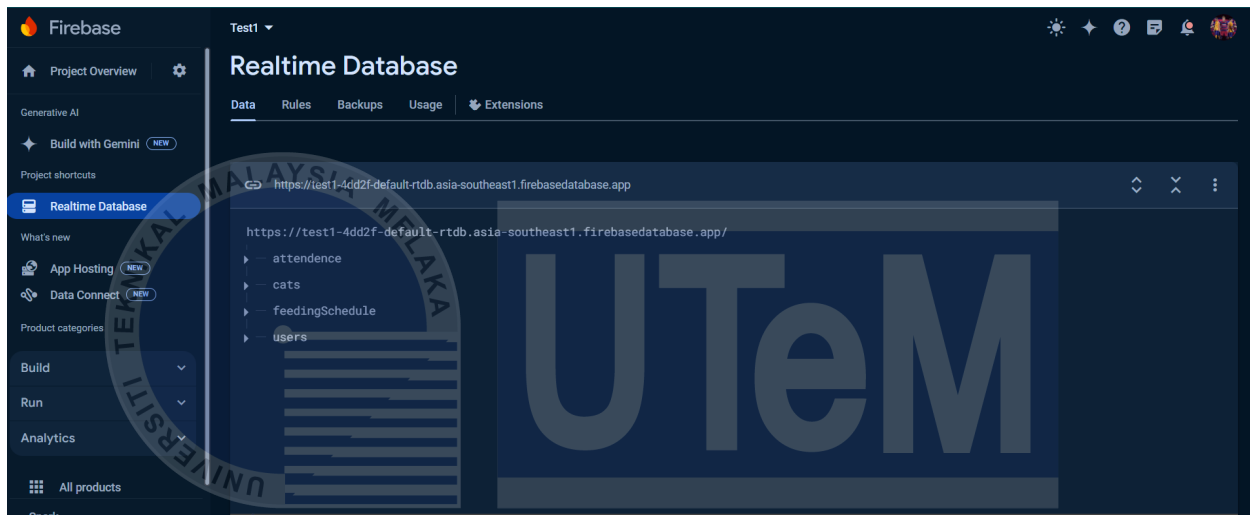 Firebase
Test1
Project Overview
Realtime Database
Data Rules Backups Usage Extensions
Generative AI
Build with Gemini NEW
Project shortcuts
Realtime Database
What's new
App Hosting NEW
Data Connect NEW
Product categories
Build
Run
Analytics
All products
https://test1-4dd2f-default-rtdb.asia-southeast1.firebasedatabase.app
https://test1-4dd2f-default-rtdb.asia-southeast1.firebasedatabase.app/
attendence
cats
feedingSchedule
users
UNIVERSITI TEKNIKAL MALAYSIA MELAKA
UTeM